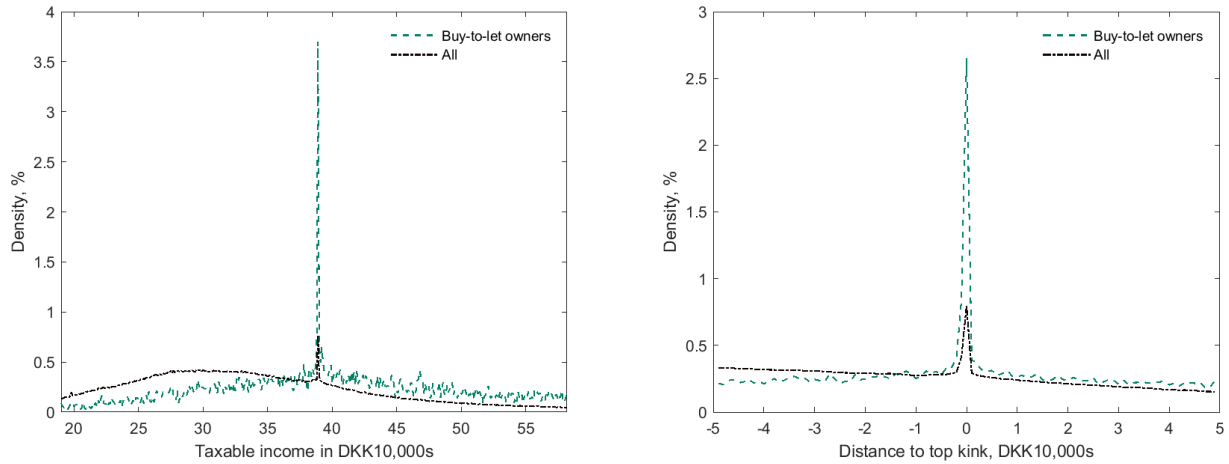 4
3.5
3
2.5
2
1.5
1
0.5
0
Density, %
20 25 30 35 40 45 50 55
Taxable income in DKK10,000s
Buy-to-let owners
All
3
2.5
2
1.5
1
0.5
0
Density, %
-5 -4 -3 -2 -1 0 1 2 3 4 5
Distance to top kink, DKK10,000s
Buy-to-let owners
All